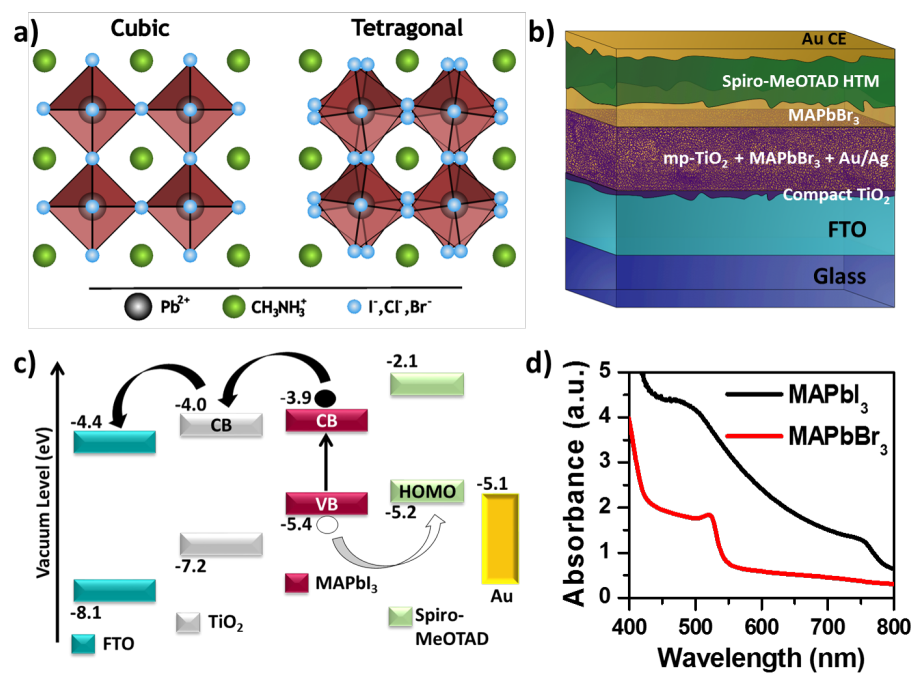 a)
Cubic
Tetragonal
Pb²⁺
CH₃NH₃⁺
I⁻,Cl⁻,Br⁻
b)
Au CE
Spiro-MeOTAD HTM
MAPbBr₃
mp-TiO₂ + MAPbBr₃ + Au/Ag
Compact TiO₂
FTO
Glass
c)
Vacuum Level (eV)
-4.4
-8.1
FTO
-4.0
CB
-7.2
TiO₂
-3.9
CB
VB
-5.4
MAPbI₃
-2.1
HOMO
-5.2
Spiro-
MeOTAD
-5.1
Au
d)
Absorbance (a.u.)
5
4
3
2
1
0
MAPbI₃
MAPbBr₃
400 500 600 700 800
Wavelength (nm)